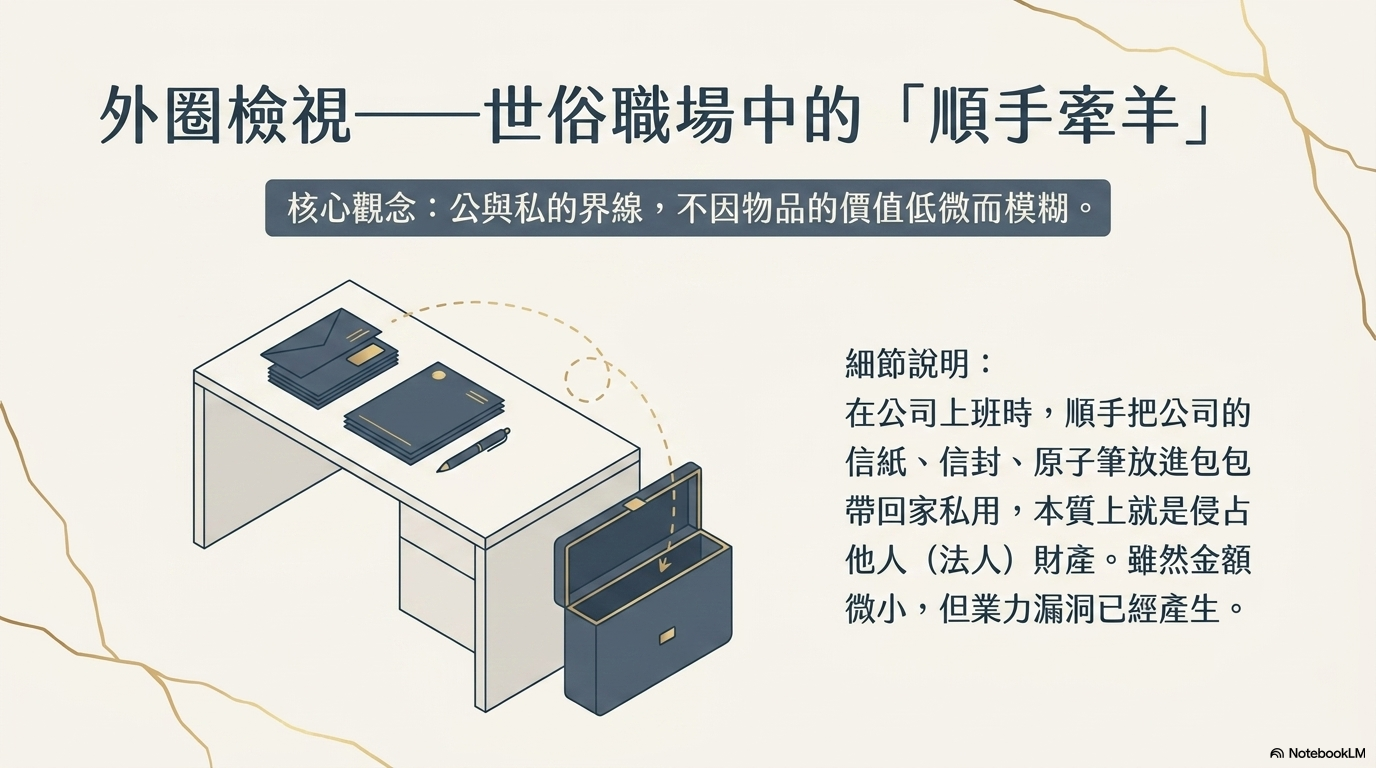 外圈檢視——世俗職場中的「順手牽羊」
核心觀念：公與私的界線，不因物品的價值低微而模糊。
細節說明：
在公司上班時，順手把公司的
信紙、信封、原子筆放進包包
帶回家私用，本質上就是侵占
他人（法人）財產。雖然金額
微小，但業力漏洞已經產生。
NotebookLM